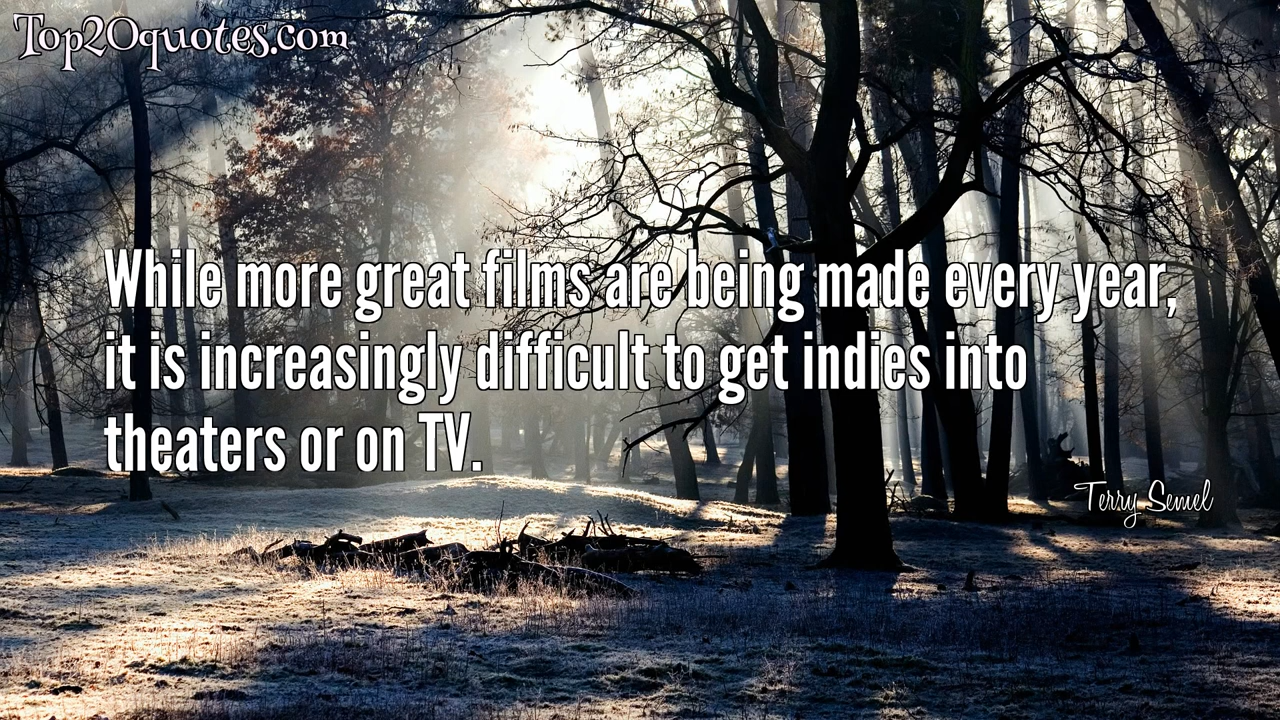 Top20quotes.com
While more great films are being made every year,
it is increasingly difficult to get indies into
theaters or on TV.
Terry Semel